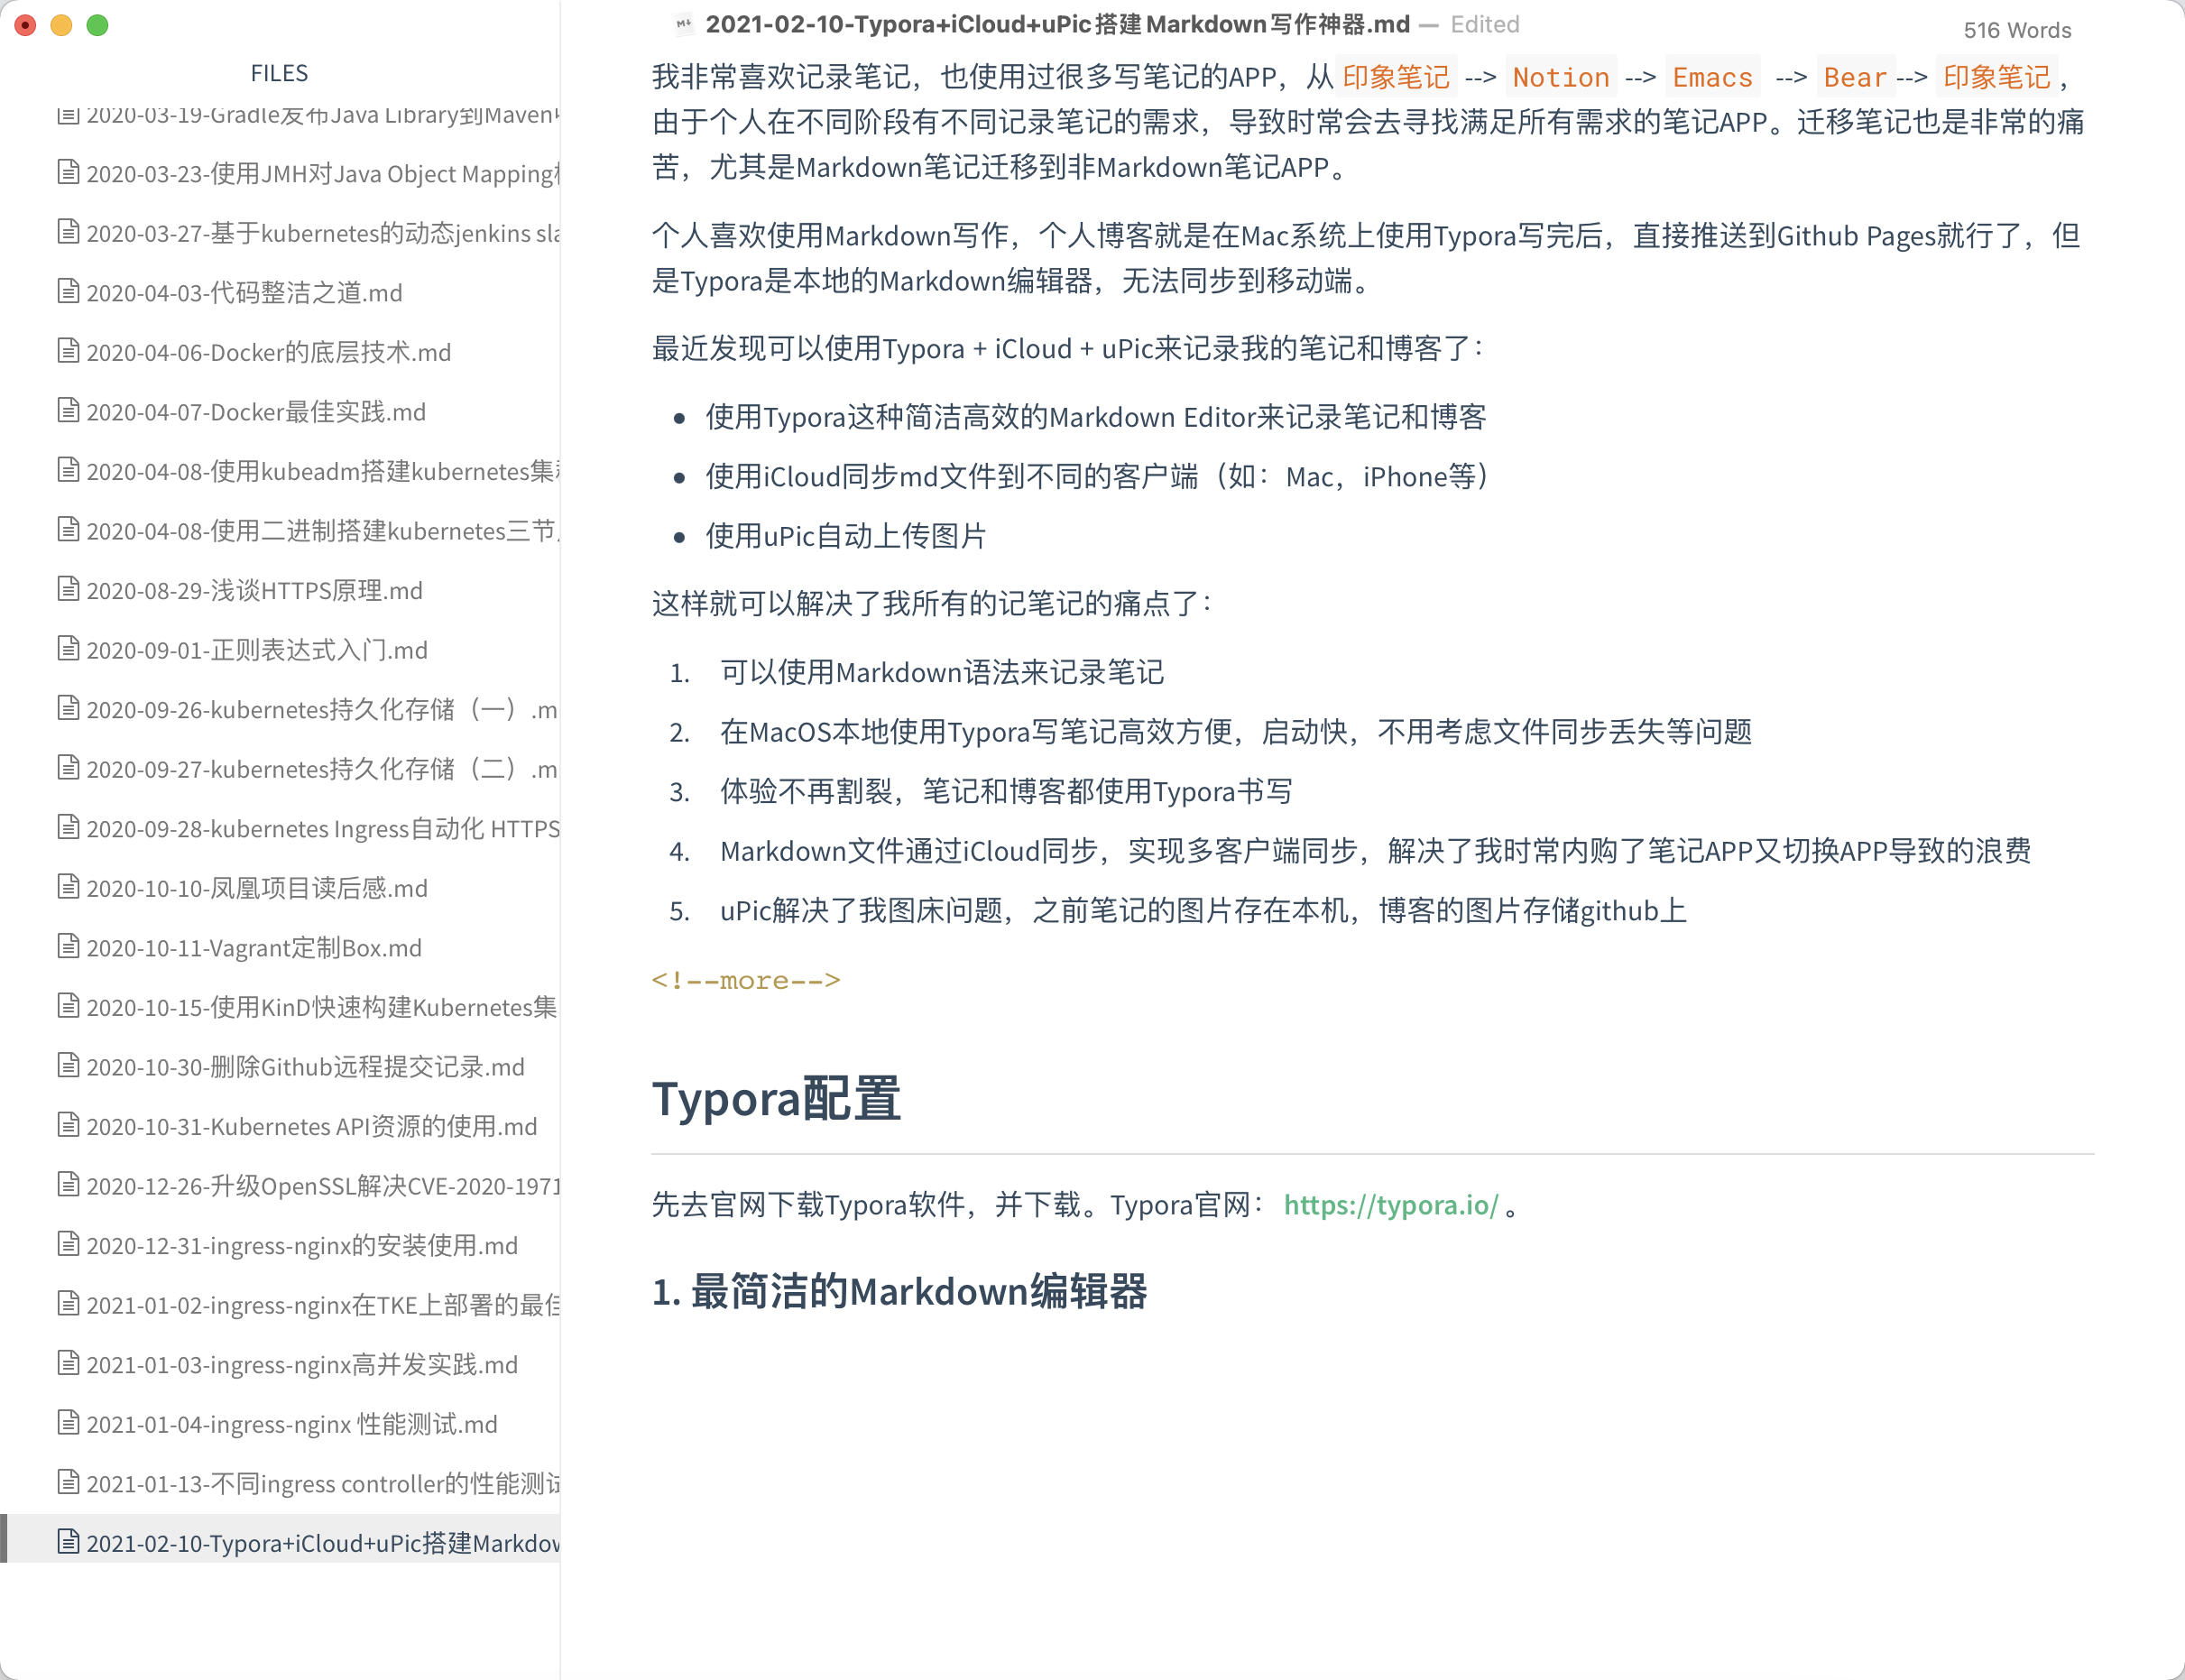 2021-02-10-Typora+iCloud+uPic搭建Markdown写作神器.md — Edited
516 Words
FILES
2020-03-19-Gradle发布Java Library到Maven
2020-03-23-使用JMH对Java Object Mapping
2020-03-27-基于kubernetes的动态jenkins sla
2020-04-03-代码整洁之道.md
2020-04-06-Docker的底层技术.md
2020-04-07-Docker最佳实践.md
2020-04-08-使用kubeadm搭建kubernetes集
2020-04-08-使用二进制搭建kubernetes三节
2020-08-29-浅谈HTTPS原理.md
2020-09-01-正则表达式入门.md
2020-09-26-kubernetes持久化存储（一）.m
2020-09-27-kubernetes持久化存储（二）.m
2020-09-28-kubernetes Ingress自动化 HTTPS
2020-10-10-凤凰项目读后感.md
2020-10-11-Vagrant定制Box.md
2020-10-15-使用KinD快速构建Kubernetes集
2020-10-30-删除Github远程提交记录.md
2020-10-31-Kubernetes API资源的使用.md
2020-12-26-升级OpenSSL解决CVE-2020-1971
2020-12-31-ingress-nginx的安装使用.md
2021-01-02-ingress-nginx在TKE上部署的最佳
2021-01-03-ingress-nginx高并发实践.md
2021-01-04-ingress-nginx 性能测试.md
2021-01-13-不同ingress controller的性能测试
2021-02-10-Typora+iCloud+uPic搭建Markdow
我非常喜欢记录笔记，也使用过很多写笔记的APP，从 印象笔记 --> Notion --> Emacs --> Bear --> 印象笔记，
由于个人在不同阶段有不同记录笔记的需求，导致时常会去寻找满足所有需求的笔记APP。迁移笔记也是非常的痛
苦，尤其是Markdown笔记迁移到非Markdown笔记APP。
个人喜欢使用Markdown写作，个人博客就是在Mac系统上使用Typora写完后，直接推送到Github Pages就行了，但
是Typora是本地的Markdown编辑器，无法同步到移动端。
最近发现可以使用Typora + iCloud + uPic来记录我的笔记和博客了：
• 使用Typora这种简洁高效的Markdown Editor来记录笔记和博客
• 使用iCloud同步md文件到不同的客户端（如：Mac，iPhone等）
• 使用uPic自动上传图片
这样就可以解决了我所有的记笔记的痛点了：
1. 可以使用Markdown语法来记录笔记
2. 在MacOS本地使用Typora写笔记高效方便，启动快，不用考虑文件同步丢失等问题
3. 体验不再割裂，笔记和博客都使用Typora书写
4. Markdown文件通过iCloud同步，实现多客户端同步，解决了我时常内购了笔记APP又切换APP导致的浪费
5. uPic解决了我图床问题，之前笔记的图片存在本机，博客的图片存储github上
<!--more-->
Typora配置
先去官网下载Typora软件，并下载。Typora官网：https://typora.io/ 。
1. 最简洁的Markdown编辑器